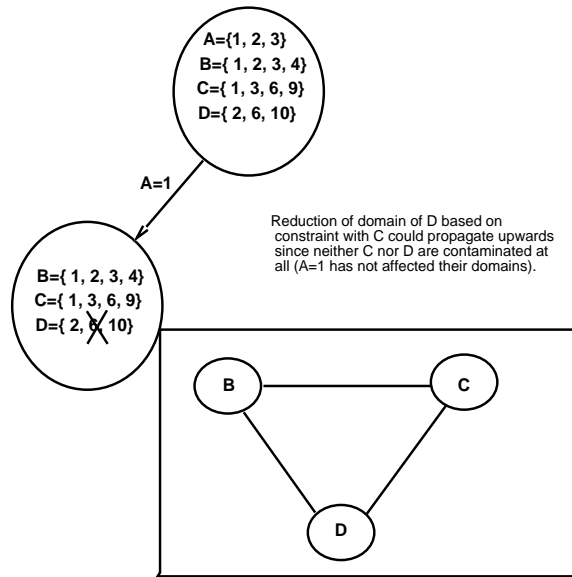 A={1, 2, 3}
B={ 1, 2, 3, 4}
C={ 1, 3, 6, 9}
D={ 2, 6, 10}
A=1
Reduction of domain of D based on
constraint with C could propagate upwards
since neither C nor D are contaminated at
all (A=1 has not affected their domains).
B={ 1, 2, 3, 4}
C={ 1, 3, 6, 9}
D={ 2, 6, 10}
B
C
D